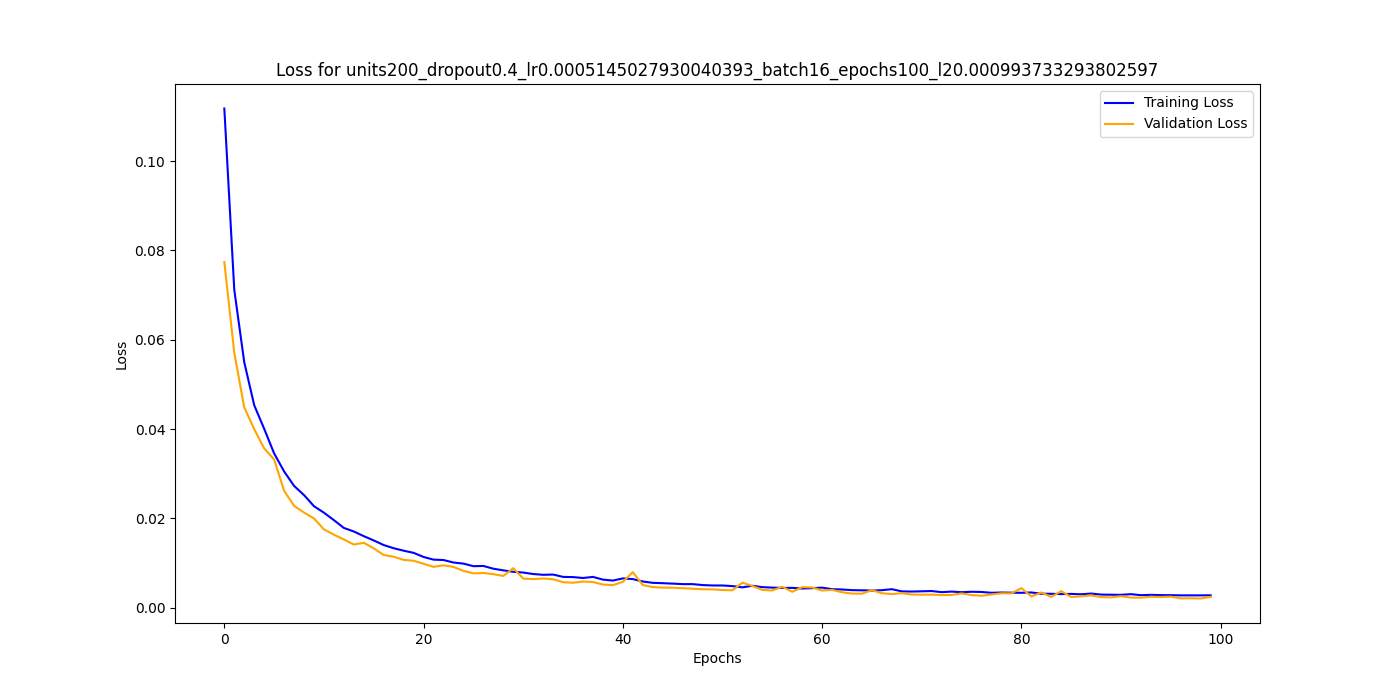 Loss for units200_dropout0.4_lr0.0005145027930040393_batch16_epochs100_l20.000993733293802597
Training Loss
Validation Loss
0.10
0.08
0.06
0.04
0.02
0.00
Loss
0 20 40 60 80 100
Epochs